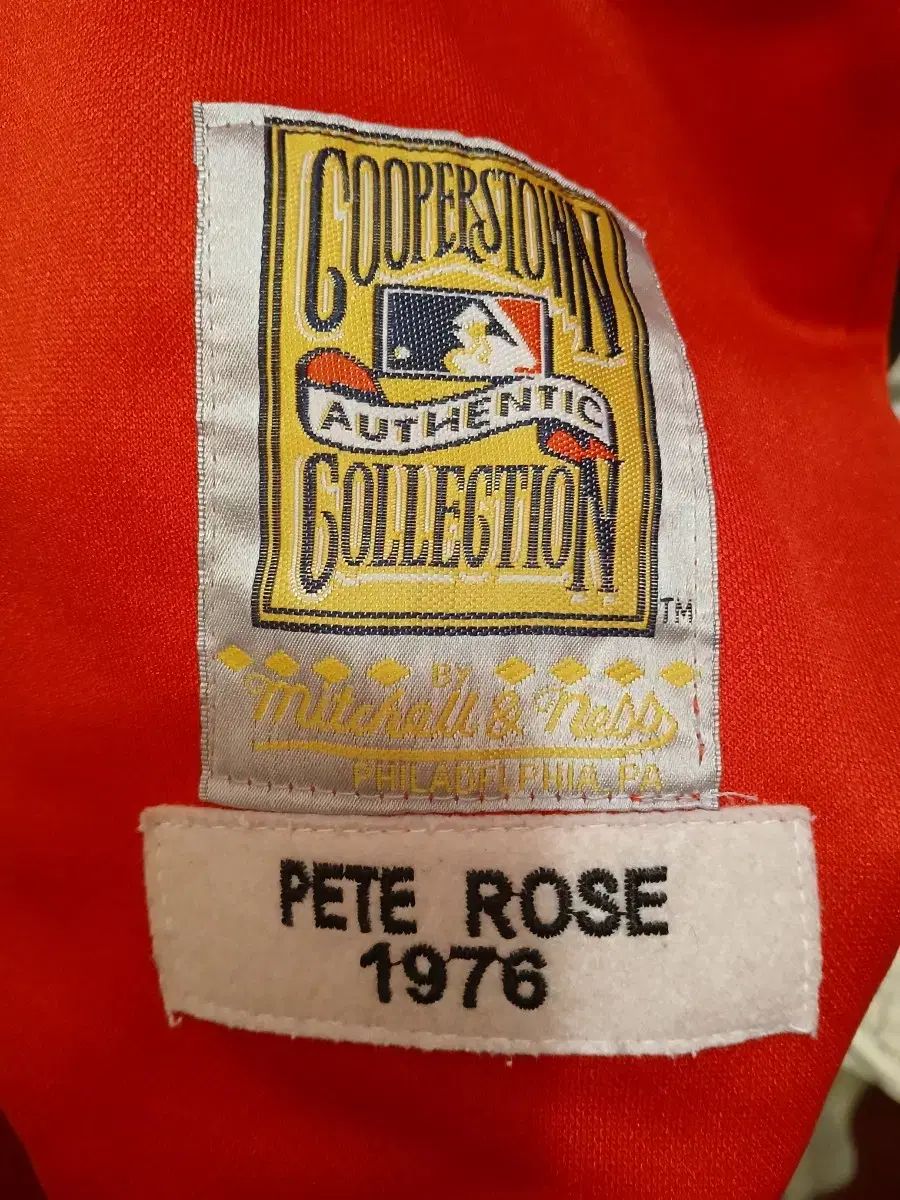 COOPERSTOWN
AUTHENTIC
COLLECTION
TM
BY
Mitchell & Ness
PHILADELPHIA, PA
PETE ROSE
1976